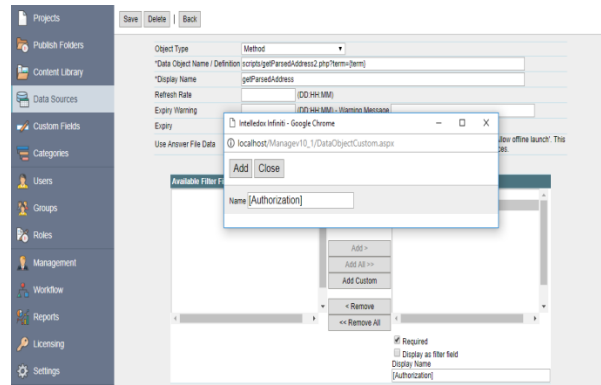 Projects
Publish Folders
Content Library
Data Sources
Custom Fields
Categories
Users
Groups
Roles
Management
Workflow
Reports
Licensing
Settings
Save Delete | Back
Object Type Method
*Data Object Name / Definition scripts/getParsedAddress2.php?term=[term]
*Display Name getParsedAddress
Refresh Rate (DD:HH:MM)
Expiry Warning (DD:HH:MM) - Warning Message
Expiry
Use Answer File Data allow offline launch'. This
Intelledox Infiniti - Google Chrome
localhost/Managev10_1/DataObjectCustom.aspx
Add Close
Name [Authorization]
Available Filter
Add >
Add All >>
Add Custom
< Remove
<< Remove All
Required
Display as filter field
Display Name
[Authorization]